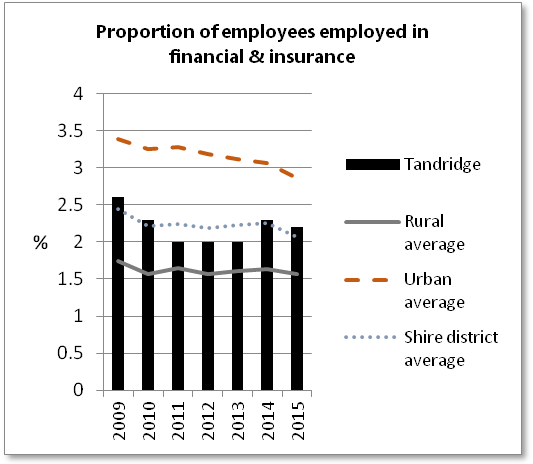 Proportion of employees employed in
financial & insurance
4
3.5
3
2.5
2
1.5
1
0.5
0
%
2009
2010
2011
2012
2013
2014
2015
Tandridge
Rural
average
Urban
average
Shire district
average